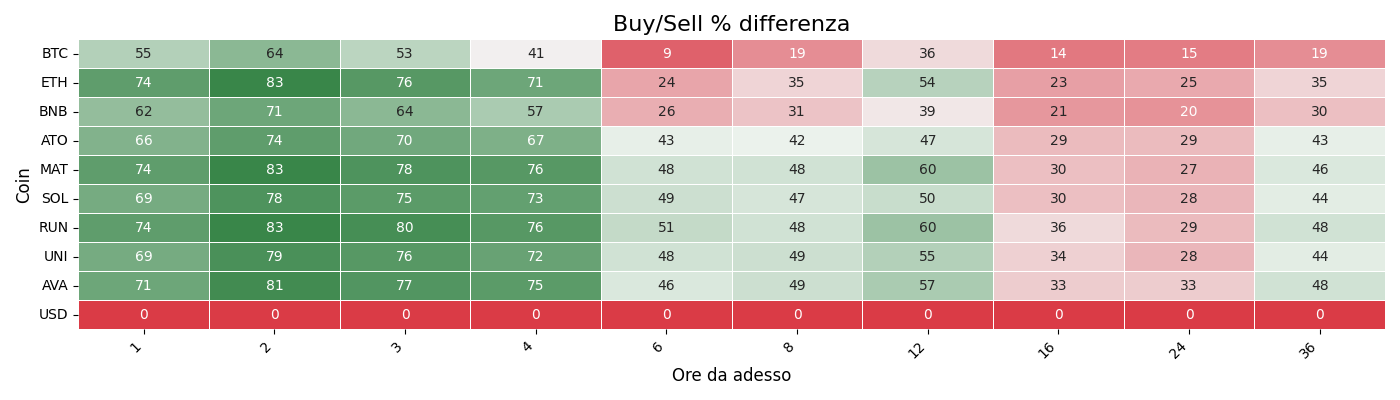 Buy/Sell % differenza
Coin
BTC 55 64 53 41 9 19 36 14 15 19
ETH 74 83 76 71 24 35 54 23 25 35
BNB 62 71 64 57 26 31 39 21 20 30
ATO 66 74 70 67 43 42 47 29 29 43
MAT 74 83 78 76 48 48 60 30 27 46
SOL 69 78 75 73 49 47 50 30 28 44
RUN 74 83 80 76 51 48 60 36 29 48
UNI 69 79 76 72 48 49 55 34 28 44
AVA 71 81 77 75 46 49 57 33 33 48
USD 0 0 0 0 0 0 0 0 0 0
1 2 3 4 6 8 12 16 24 36
Ore da adesso